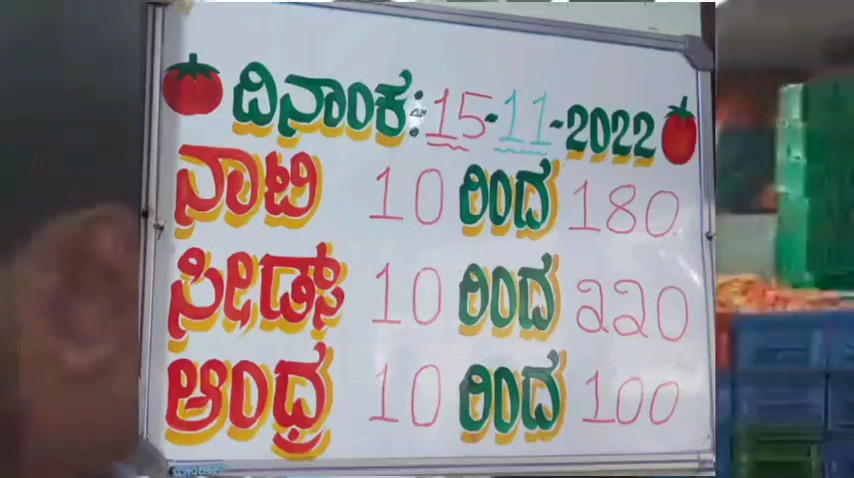 ದಿನಾಂಕ:15-11-2022
ನಾಟಿ 10 ರಿಂದ 180
ಸೀಡ್ಸ್ 10 ರಿಂದ 220
ಆಂಧ್ರ 10 ರಿಂದ 100